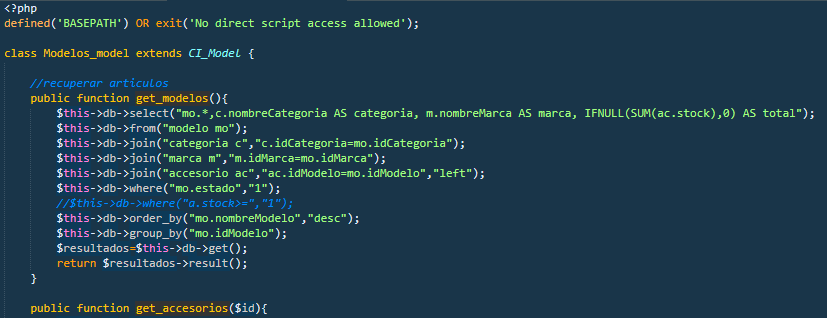 <?php
defined('BASEPATH') OR exit('No direct script access allowed');
class Modelos_model extends CI_Model {
//recuperar articulos
public function get_modelos(){
$this->db->select("mo.*,c.nombreCategoria AS categoria, m.nombreMarca AS marca, IFNULL(SUM(ac.stock),0) AS total");
$this->db->from("modelo mo");
$this->db->join("categoria c","c.idCategoria=mo.idCategoria");
$this->db->join("marca m","m.idMarca=mo.idMarca");
$this->db->join("accesorio ac","ac.idModelo=mo.idModelo","left");
$this->db->where("mo.estado","1");
//$this->db->where("a.stock>=","1");
$this->db->order_by("mo.nombreModelo","desc");
$this->db->group_by("mo.idModelo");
$resultados=$this->db->get();
return $resultados->result();
}
public function get_accesorios($id){